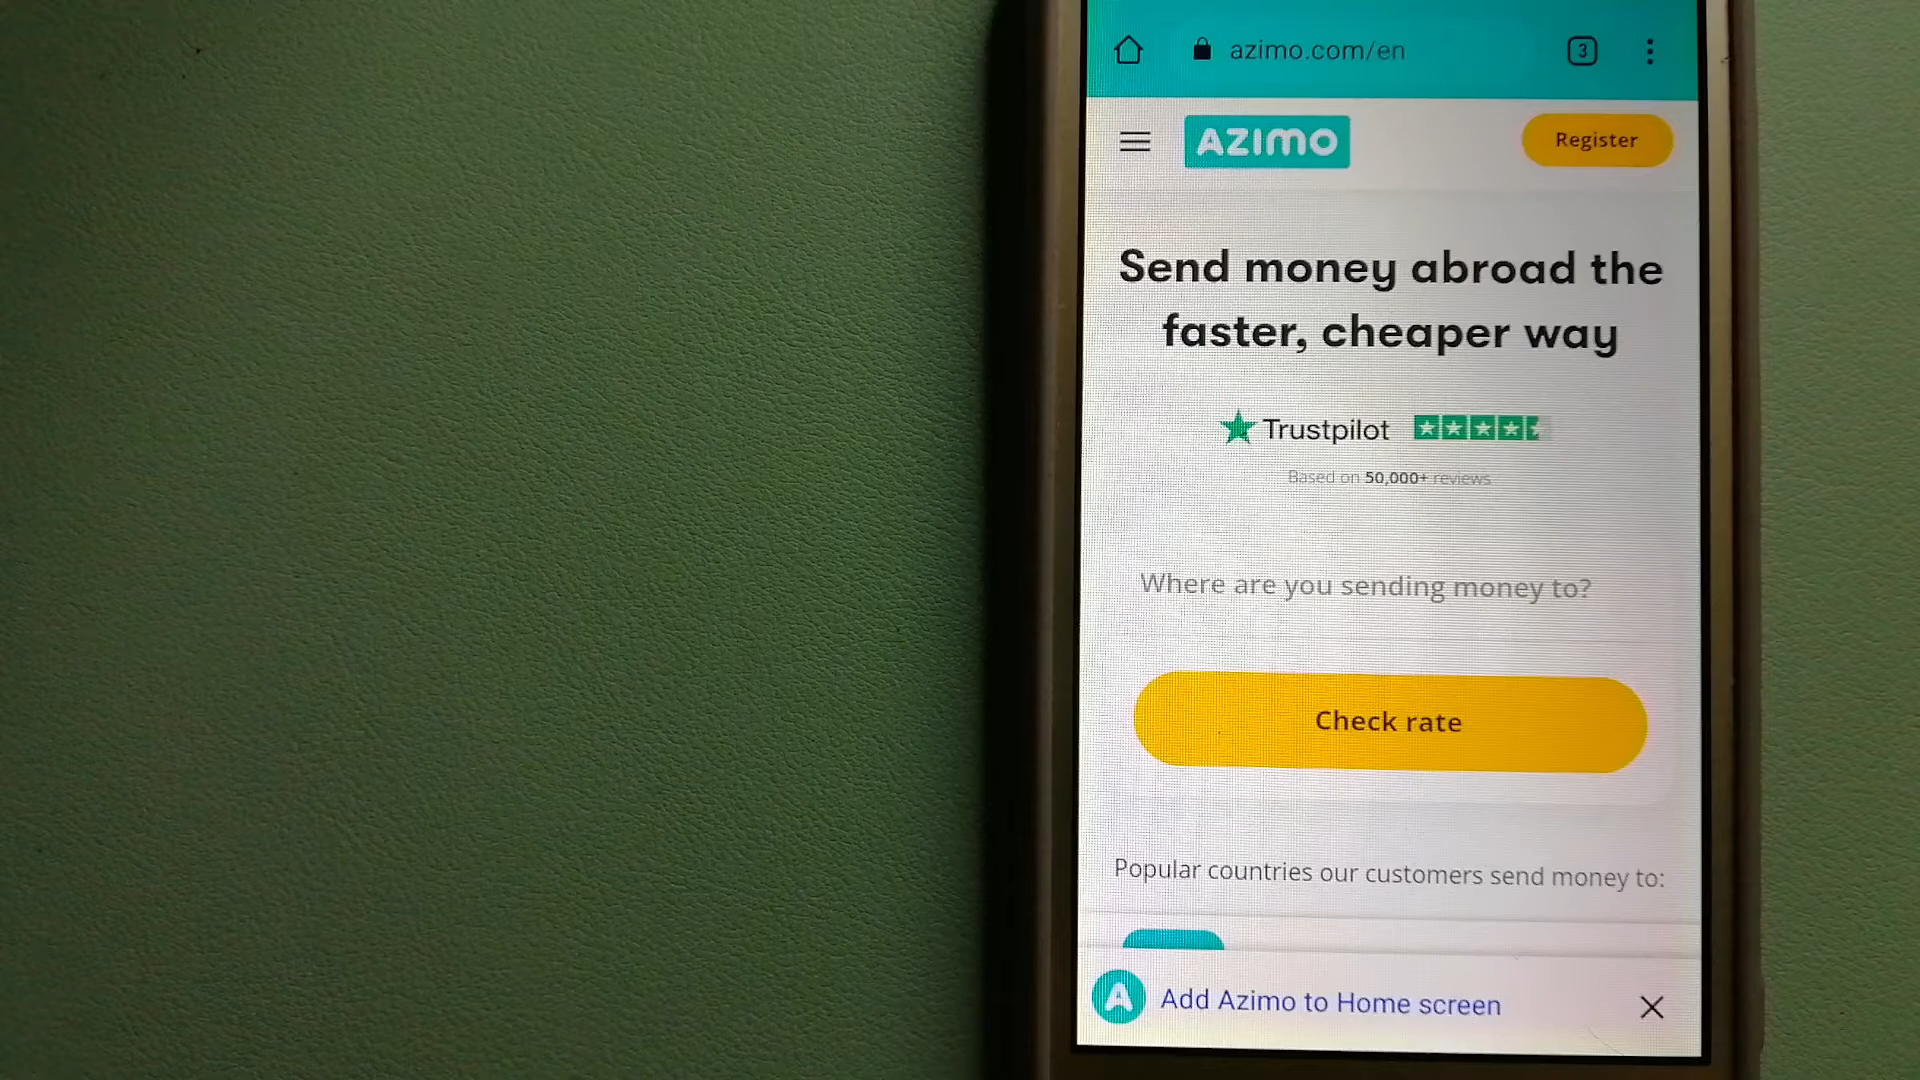 azimo.com/en
3
AZIMO
Register
Send money abroad the
faster, cheaper way
Trustpilot
Based on 50,000+ reviews
Where are you sending money to?
Check rate
Popular countries our customers send money to:
A
Add Azimo to Home screen